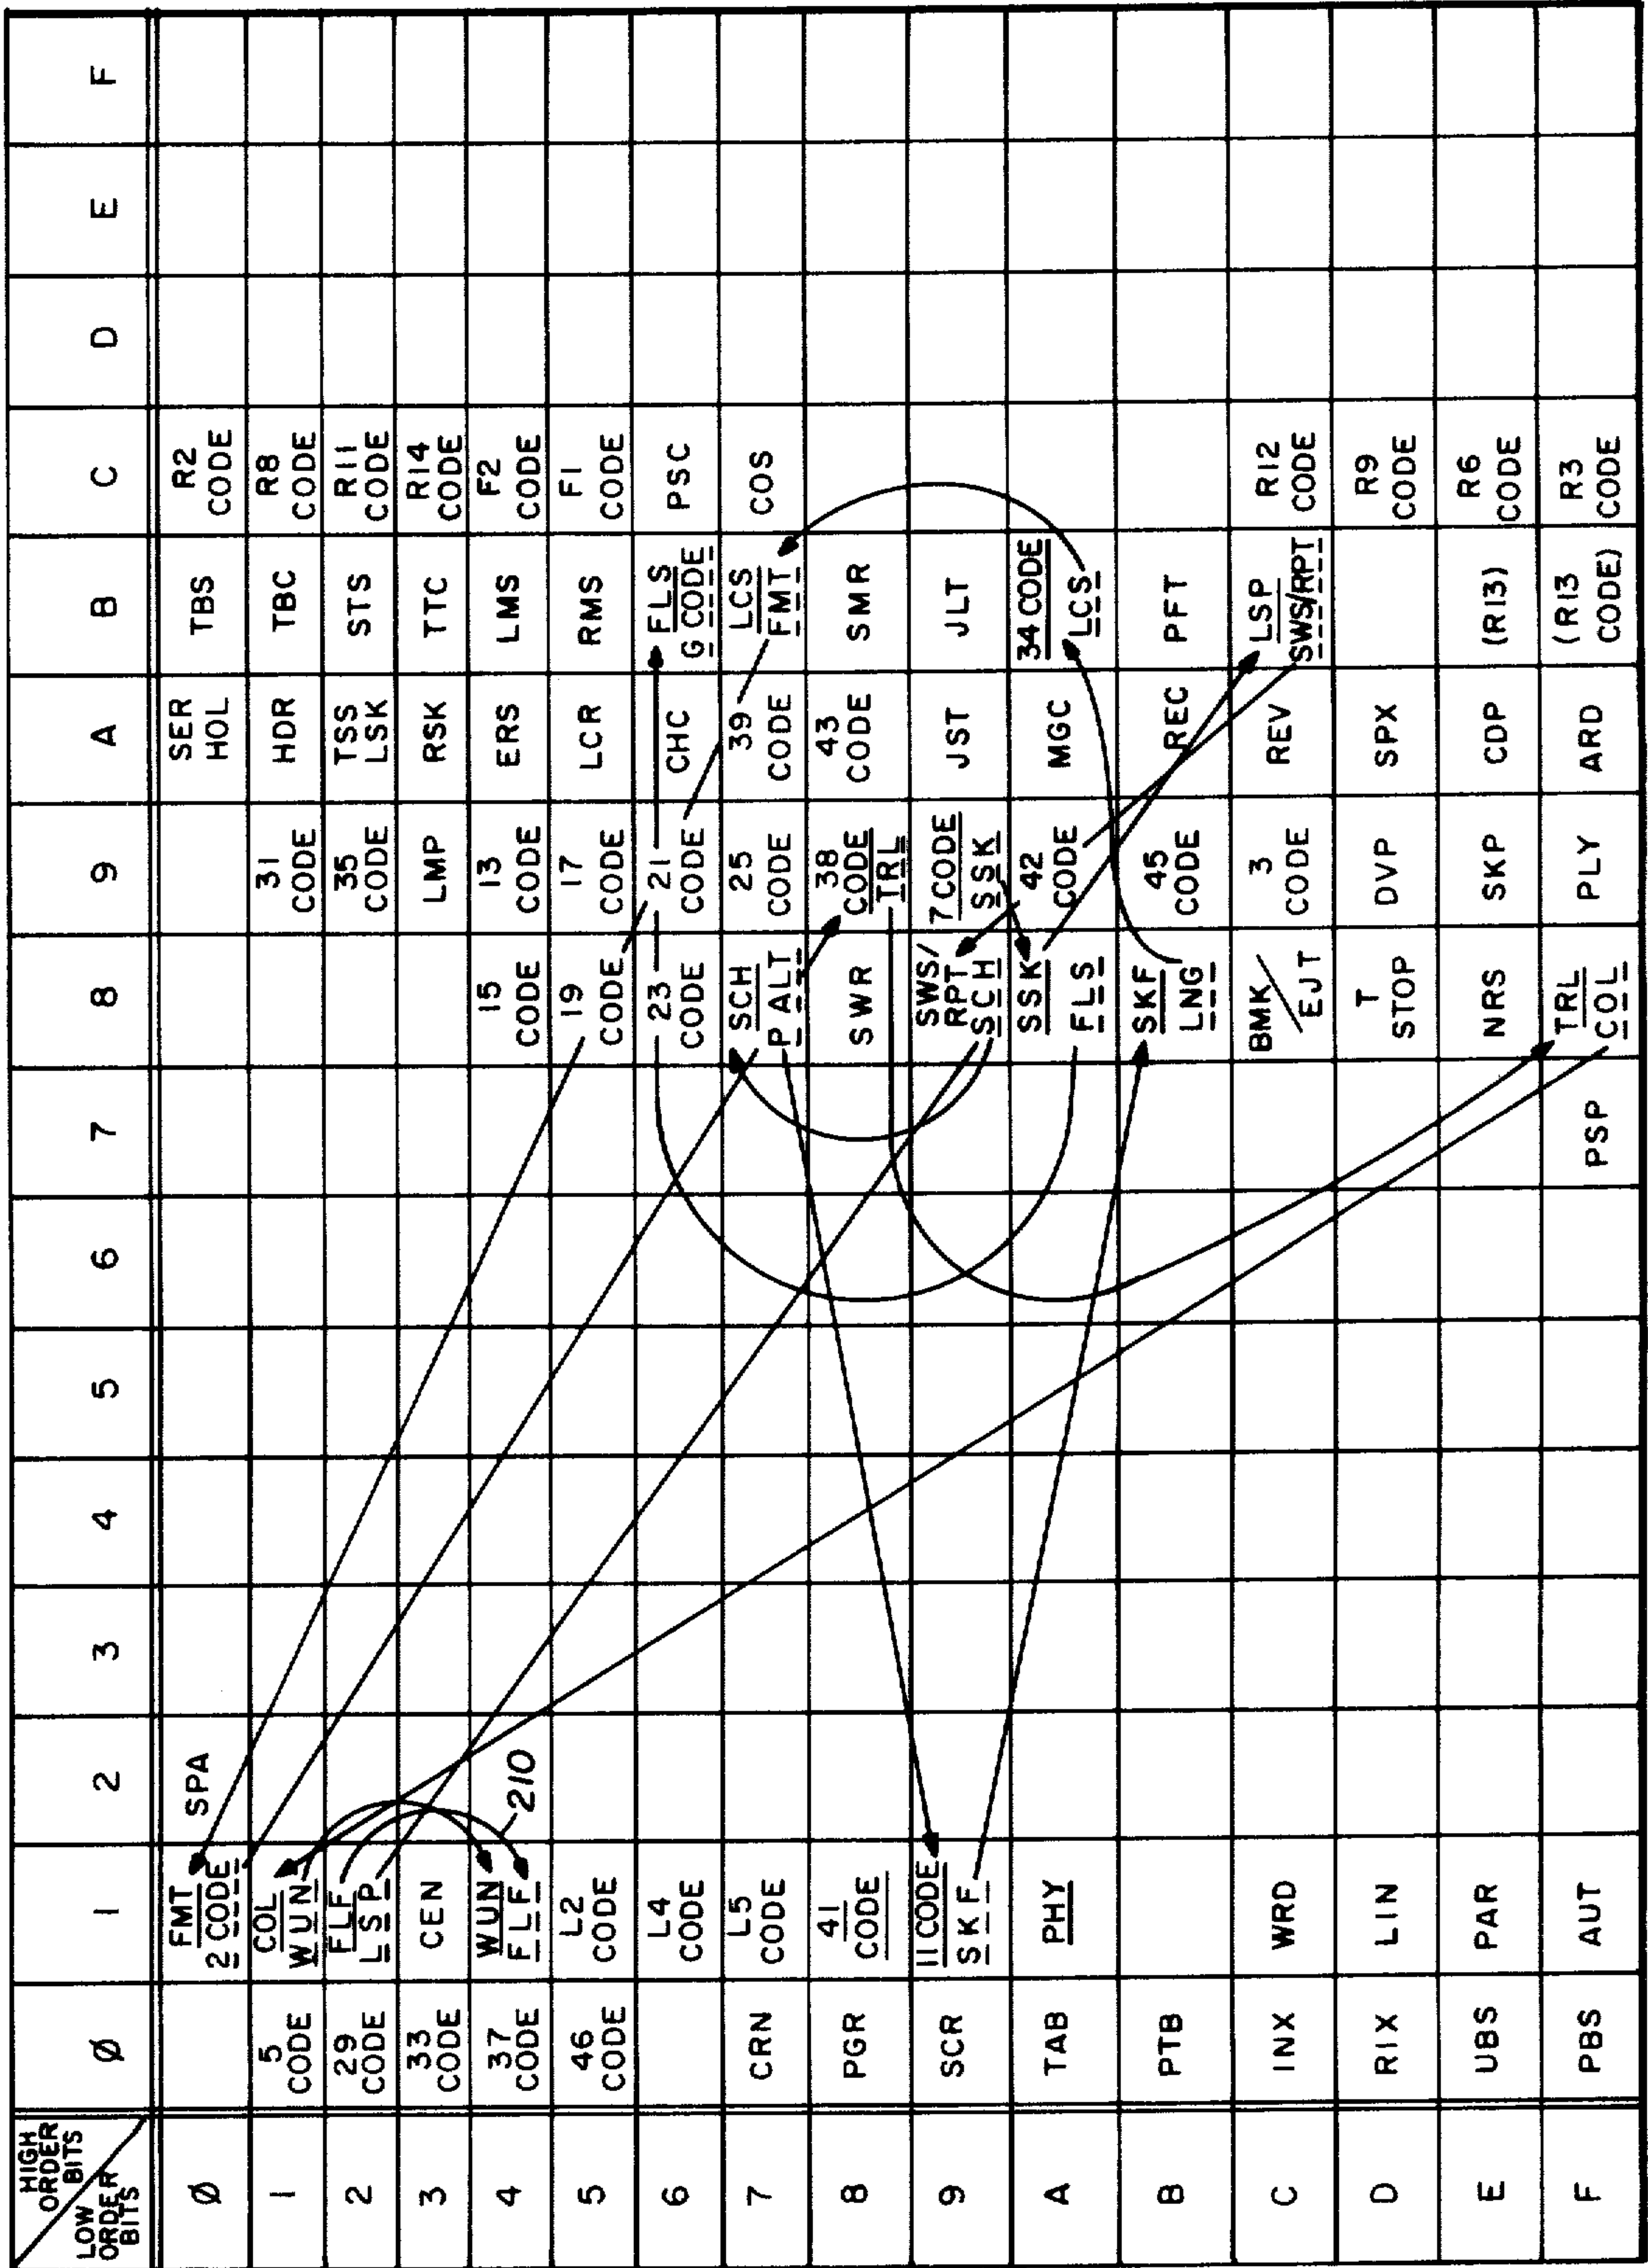 HIGH
ORDER
BITS
LOW
ORDER
BITS
Ø 1 2 3 4 5 6 7 8 9 A B C D E F
Ø
FMT
2 CODE
SPA
SER
HOL
TBS
R2
CODE
1
5
CODE
COL
WUN
31
CODE
HDR
TBC
R8
CODE
2
29
CODE
FLF
LSP
35
CODE
TSS
LSK
STS
R11
CODE
3
33
CODE
CEN
LMP
RSK
TTC
R14
CODE
4
37
CODE
WUN
FLF
210
15
CODE
13
CODE
ERS
LMS
F2
CODE
5
46
CODE
L2
CODE
19
CODE
17
CODE
LCR
RMS
F1
CODE
6
L4
CODE
23
CODE
21
CODE
CHC
FLS
G CODE
PSC
7
CRN
L5
CODE
SCH
P ALT
25
CODE
39
CODE
LCS
FMT
COS
8
PGR
41
CODE
SWR
38
CODE
TRL
43
CODE
SMR
9
SCR
11 CODE
SKF
SWS/
RPT
SCH
7 CODE
SSK
JST
JLT
A
TAB
PHY
SSK
FLS
42
CODE
MGC
34 CODE
LCS
B
PTB
SKF
LNG
45
CODE
REC
PFT
C
INX
WRD
BMK/
EJT
3
CODE
REV
LSP
SWS/RPT
R12
CODE
D
RIX
LIN
T
STOP
DVP
SPX
R9
CODE
E
UBS
PAR
NRS
SKP
CDP
(R13)
R6
CODE
F
PBS
AUT
PSP
TRL
COL
PLY
ARD
(R13
CODE)
R3
CODE